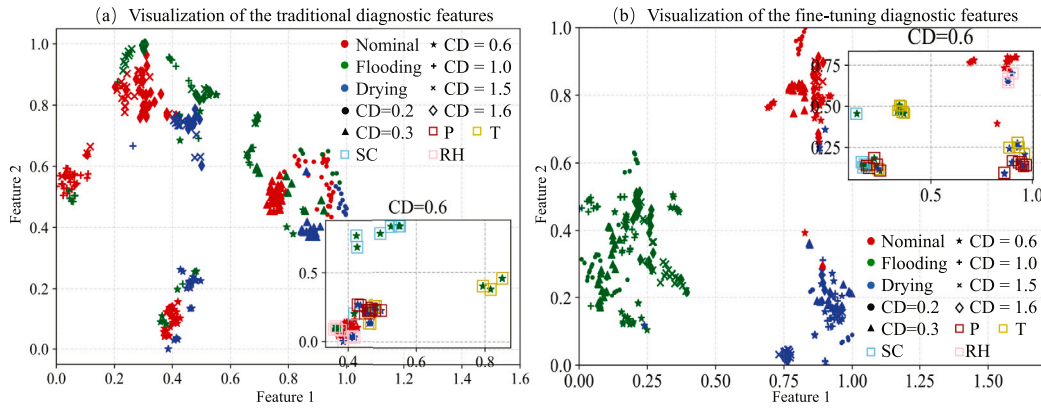 (a) Visualization of the traditional diagnostic features
1.0
0.8
0.6
0.4
0.2
0.0
Feature 2
0.0 0.2 0.4 0.6 0.8 1.0 1.2 1.4 1.6
Feature 1
Nominal CD = 0.6
Flooding CD = 1.0
Drying CD = 1.5
CD=0.2 CD = 1.6
CD=0.3 P T
SC RH
CD=0.6
0.5
0.0
0.4 0.6 0.8
(b) Visualization of the fine-tuning diagnostic features
1.0
0.8
0.6
0.4
0.2
0.0
Feature 2
0.00 0.25 0.50 0.75 1.00 1.25 1.50
Feature 1
CD=0.6
0.75
0.50
0.25
0.5 1.0
Nominal CD = 0.6
Flooding CD = 1.0
Drying CD = 1.5
CD=0.2 CD = 1.6
CD=0.3 P T
SC RH